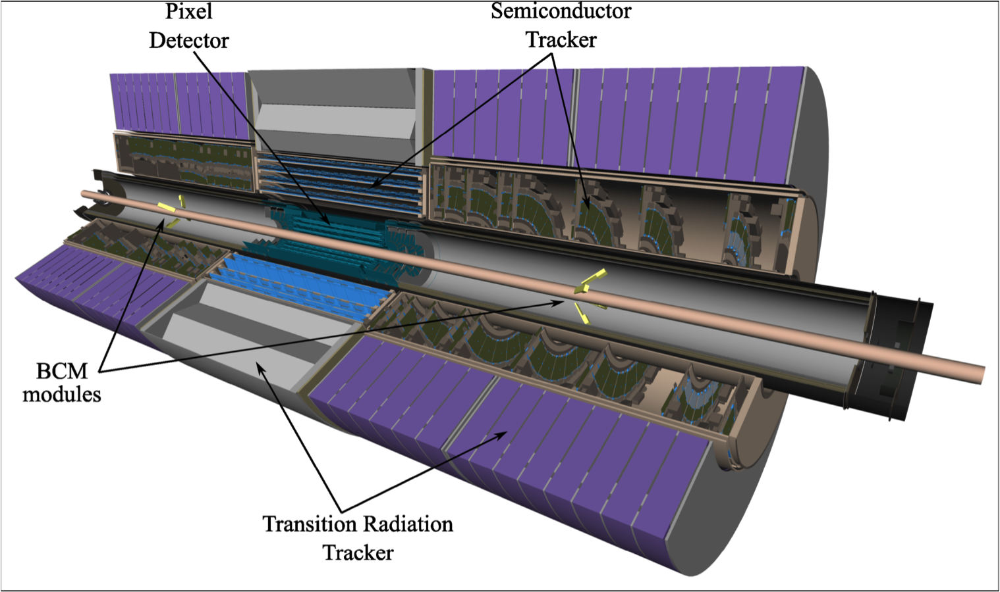 Pixel
Detector
Semiconductor
Tracker
BCM
modules
Transition Radiation
Tracker